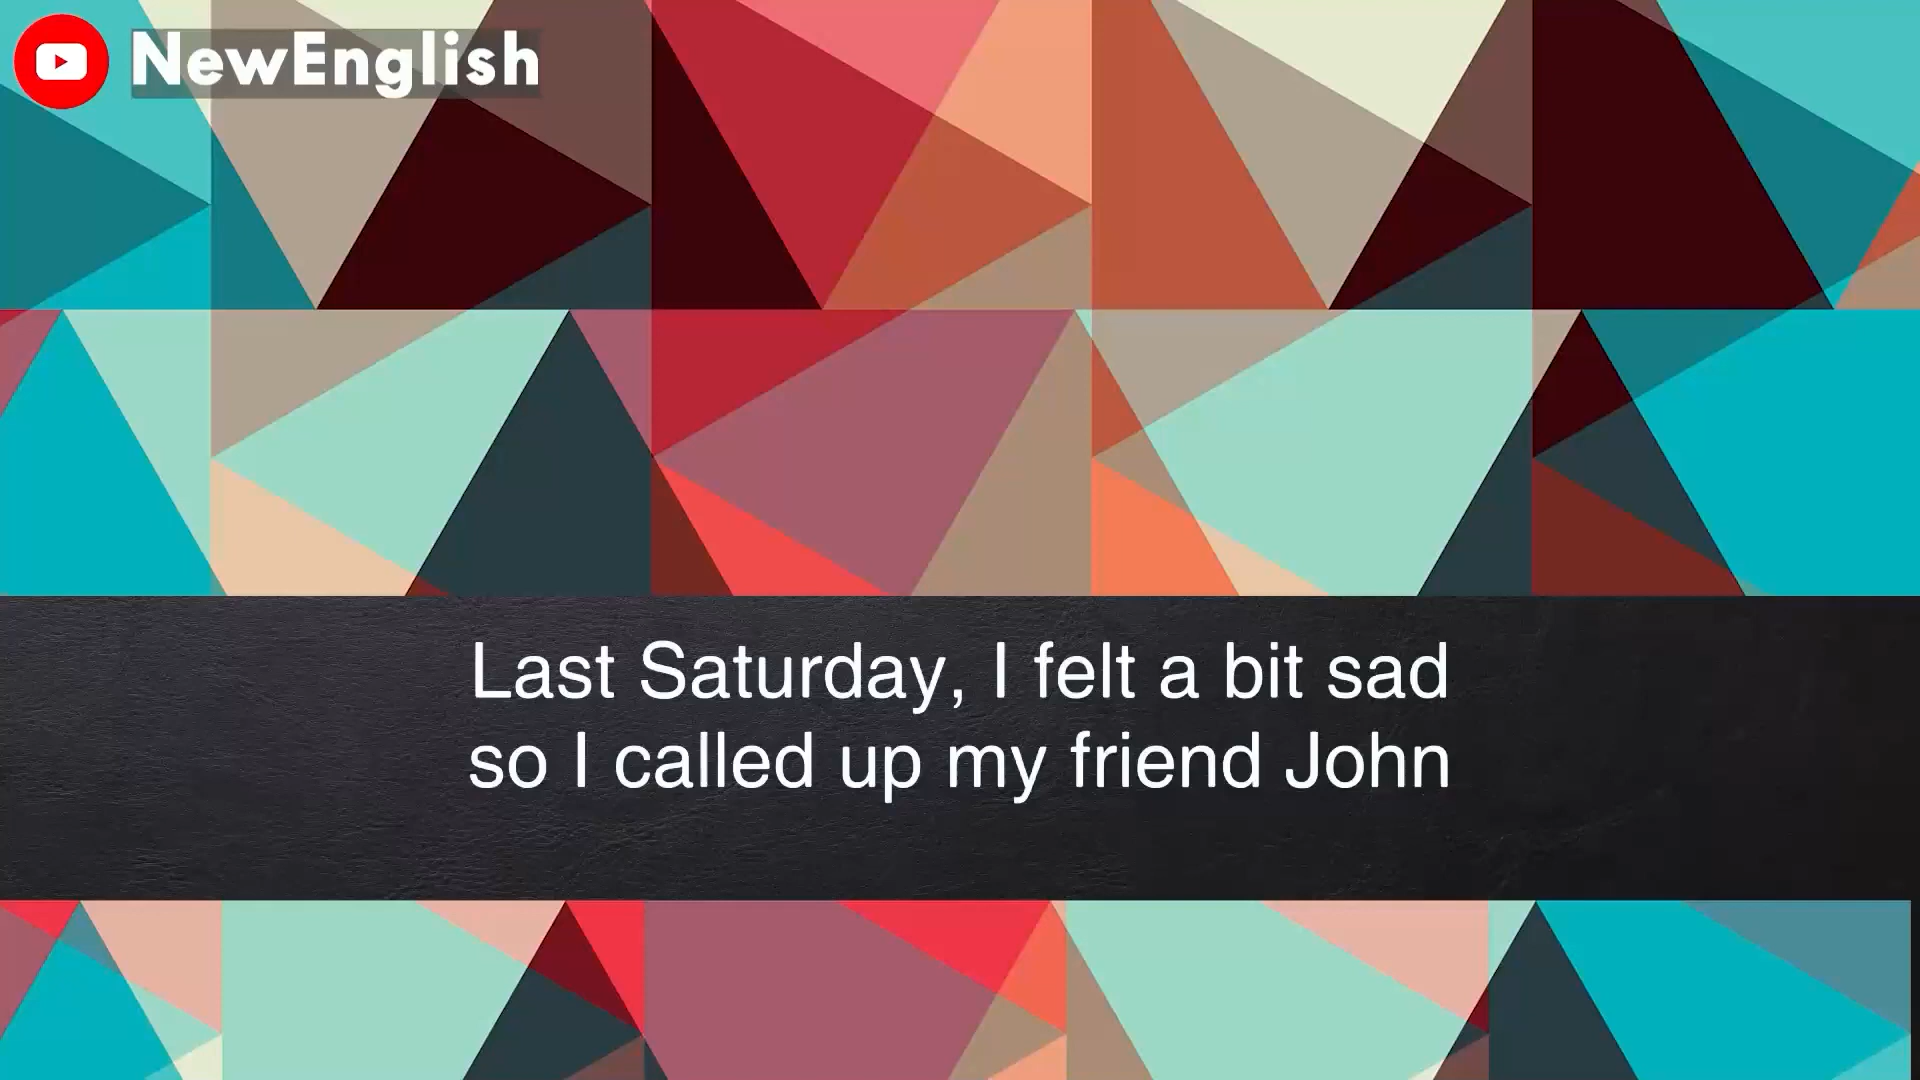 NewEnglish
Last Saturday, I felt a bit sad
so I called up my friend John